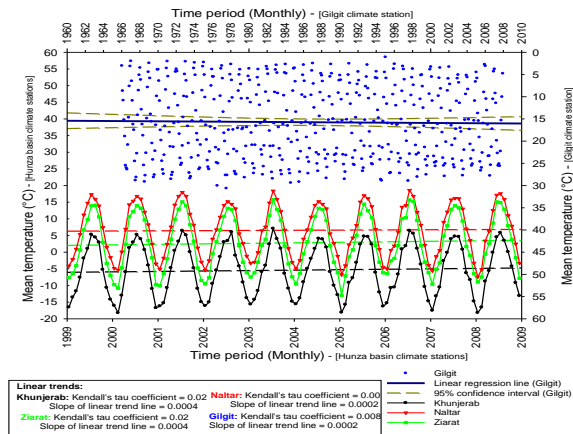 Time period (Monthly) - [Gilgit climate station]
1960 1962 1964 1966 1968 1970 1972 1974 1976 1978 1980 1982 1984 1986 1988 1990 1992 1994 1996 1998 2000 2002 2004 2006 2008 2010
Mean temperature (°C) - [Hunza basin climate stations]
60
55
50
45
40
35
30
25
20
15
10
5
0
-5
-10
-15
-20
0
5
10
15
20
25
30
35
40
45
50
55
60
Mean temperature (°C) - [Gilgit climate station]
1999 2000 2001 2002 2003 2004 2005 2006 2007 2008 2009
Time period (Monthly) - [Hunza basin climate stations]
Gilgit
Linear regression line (Gilgit)
95% confidence interval (Gilgit)
Khunjerab
Naltar
Ziarat
Linear trends:
Khunjerab: Kendall's tau coefficient = 0.02
Slope of linear trend line = 0.0004
Naltar: Kendall's tau coefficient = 0.00
Slope of linear trend line = 0.0002
Ziarat: Kendall's tau coefficient = 0.02
Slope of linear trend line = 0.0004
Gilgit: Kendall's tau coefficient = 0.008
Slope of linear trend line = 0.0002